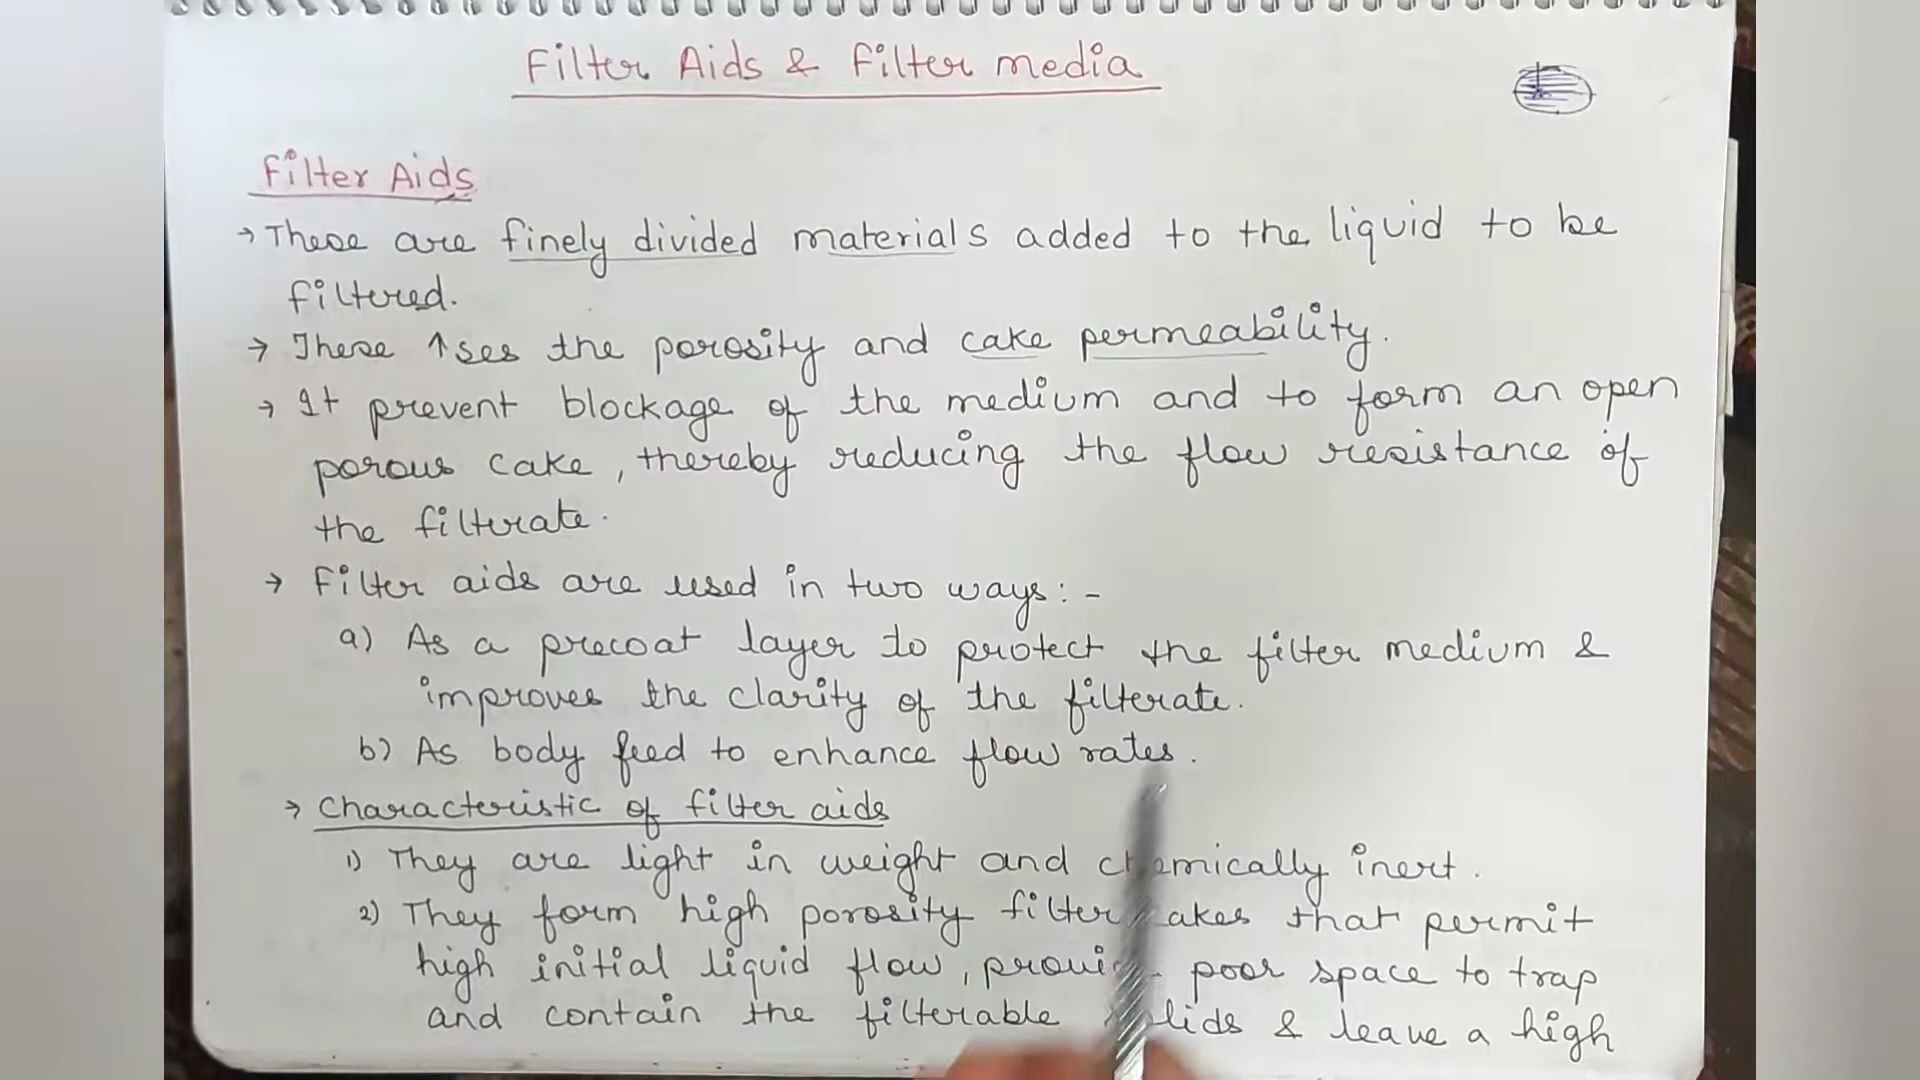 Filter Aids & Filter media
Filter Aids
→ These are finely divided materials added to the liquid to be
filtered.
→ These ↑ses the porosity and cake permeability.
→ It prevent blockage of the medium and to form an open
porous cake, thereby reducing the flow resistance of
the filterate.
→ Filter aids are used in two ways:-
a) As a precoat layer to protect the filter medium &
improves the clarity of the filterate.
b) As body feed to enhance flow rates.
→ Characteristic of filter aids
1) They are light in weight and chemically inert.
2) They form high porosity filter cakes that permit
high initial liquid flow, poor space to trap
and contain the filterable & leave a high